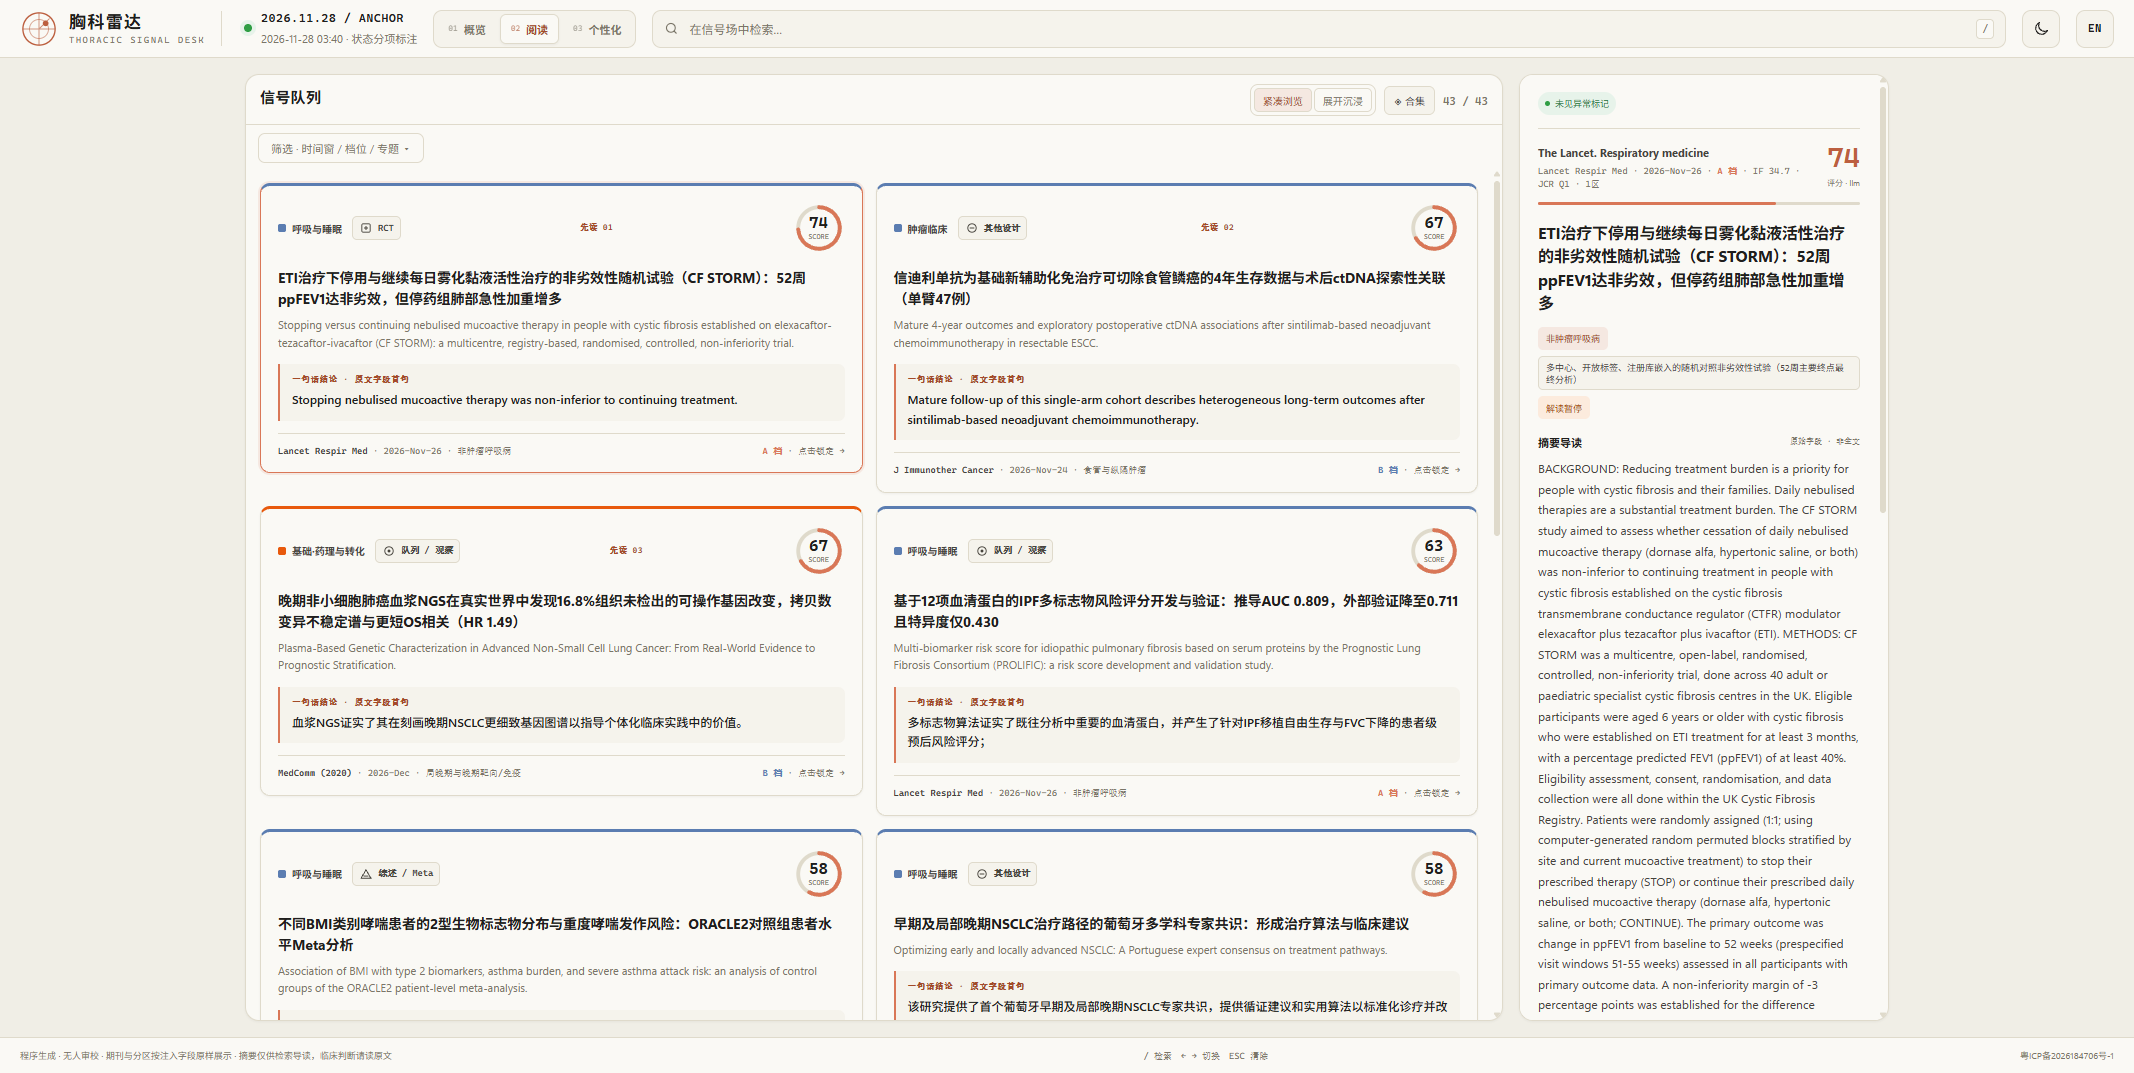 胸科雷达
THORACIC SIGNAL DESK
2026.11.28 / ANCHOR
2026-11-28 03:40 · 状态分项标注
01 概览
02 阅读
03 个性化
在信号场中检索...
/
EN
信号队列
紧凑浏览
展开沉浸
◈ 合集
43 / 43
筛选 · 时间窗 / 档位 / 专题
呼吸与睡眠
RCT
先读 01
74
SCORE
ETI治疗下停用与继续每日雾化黏液活性治疗的非劣效性随机试验（CF STORM）：52周
ppFEV1达非劣效，但停药组肺部急性加重增多
Stopping versus continuing nebulised mucoactive therapy in people with cystic fibrosis established on elexacaftor-
tezacaftor-ivacaftor (CF STORM): a multicentre, registry-based, randomised, controlled, non-inferiority trial.
一句话结论 · 原文字段首句
Stopping nebulised mucoactive therapy was non-inferior to continuing treatment.
Lancet Respir Med · 2026-Nov-26 · 非肿瘤呼吸病
A 档 · 点击锁定 →
肿瘤临床
其他设计
先读 02
67
SCORE
信迪利单抗为基础新辅助化免治疗可切除食管鳞癌的4年生存数据与术后ctDNA探索性关联
（单臂47例）
Mature 4-year outcomes and exploratory postoperative ctDNA associations after sintilimab-based neoadjuvant
chemoimmunotherapy in resectable ESCC.
一句话结论 · 原文字段首句
Mature follow-up of this single-arm cohort describes heterogeneous long-term outcomes after
sintilimab-based neoadjuvant chemoimmunotherapy.
J Immunother Cancer · 2026-Nov-24 · 食管与纵隔肿瘤
B 档 · 点击锁定 →
基础·药理与转化
队列 / 观察
先读 03
67
SCORE
晚期非小细胞肺癌血浆NGS在真实世界中发现16.8%组织未检出的可操作基因改变，拷贝数
变异不稳定谱与更短OS相关（HR 1.49）
Plasma-Based Genetic Characterization in Advanced Non-Small Cell Lung Cancer: From Real-World Evidence to
Prognostic Stratification.
一句话结论 · 原文字段首句
血浆NGS证实了其在刻画晚期NSCLC更细致基因图谱以指导个体化临床实践中的价值。
MedComm (2020) · 2026-Dec · 局晚期与晚期靶向/免疫
B 档 · 点击锁定 →
呼吸与睡眠
队列 / 观察
63
SCORE
基于12项血清蛋白的IPF多标志物风险评分开发与验证：推导AUC 0.809，外部验证降至0.711
且特异度仅0.430
Multi-biomarker risk score for idiopathic pulmonary fibrosis based on serum proteins by the Prognostic Lung
Fibrosis Consortium (PROLIFIC): a risk score development and validation study.
一句话结论 · 原文字段首句
多标志物算法证实了既往分析中重要的血清蛋白，并产生了针对IPF移植自由生存与FVC下降的患者级
预后风险评分；
Lancet Respir Med · 2026-Nov-26 · 非肿瘤呼吸病
A 档 · 点击锁定 →
呼吸与睡眠
综述 / Meta
58
SCORE
不同BMI类别哮喘患者的2型生物标志物分布与重度哮喘发作风险：ORACLE2对照组患者水
平Meta分析
Association of BMI with type 2 biomarkers, asthma burden, and severe asthma attack risk: an analysis of control
groups of the ORACLE2 patient-level meta-analysis.
呼吸与睡眠
其他设计
58
SCORE
早期及局部晚期NSCLC治疗路径的葡萄牙多学科专家共识：形成治疗算法与临床建议
Optimizing early and locally advanced NSCLC: A Portuguese expert consensus on treatment pathways.
一句话结论 · 原文字段首句
该研究提供了首个葡萄牙早期及局部晚期NSCLC专家共识，提供循证建议和实用算法以标准化诊疗并改
未见异常标记
The Lancet. Respiratory medicine
Lancet Respir Med · 2026-Nov-26 · A 档 · IF 34.7 ·
JCR Q1 · 1区
74
评分 · llm
ETI治疗下停用与继续每日雾化黏液活性治疗
的非劣效性随机试验（CF STORM）：52周
ppFEV1达非劣效，但停药组肺部急性加重增
多
非肿瘤呼吸病
多中心、开放标签、注册库嵌入的随机对照非劣效性试验（52周主要终点最
终分析）
解读暂停
摘要导读
原始字段 · 非全文
BACKGROUND: Reducing treatment burden is a priority for
people with cystic fibrosis and their families. Daily nebulised
therapies are a substantial treatment burden. The CF STORM
study aimed to assess whether cessation of daily nebulised
mucoactive therapy (dornase alfa, hypertonic saline, or both)
was non-inferior to continuing treatment in people with
cystic fibrosis established on the cystic fibrosis
transmembrane conductance regulator (CTFR) modulator
elexacaftor plus tezacaftor plus ivacaftor (ETI). METHODS: CF
STORM was a multicentre, open-label, randomised,
controlled, non-inferiority trial, done across 40 adult or
paediatric specialist cystic fibrosis centres in the UK. Eligible
participants were aged 6 years or older with cystic fibrosis
who were established on ETI treatment for at least 3 months,
with a percentage predicted FEV1 (ppFEV1) of at least 40%.
Eligibility assessment, consent, randomisation, and data
collection were all done within the UK Cystic Fibrosis
Registry. Patients were randomly assigned (1:1; using
computer-generated random permuted blocks stratified by
site and current mucoactive treatment) to stop their
prescribed therapy (STOP) or continue their prescribed daily
nebulised mucoactive therapy (dornase alfa, hypertonic
saline, or both; CONTINUE). The primary outcome was
change in ppFEV1 from baseline to 52 weeks (prespecified
visit windows 51-55 weeks) assessed in all participants with
primary outcome data. A non-inferiority margin of -3
percentage points was established for the difference
程序生成 · 无人审校 · 期刊与分区按注入字段原样展示 · 摘要仅供检索导读，临床判断请读原文
/ 检索 ← → 切换 ESC 清除
粤ICP备2026184706号-1